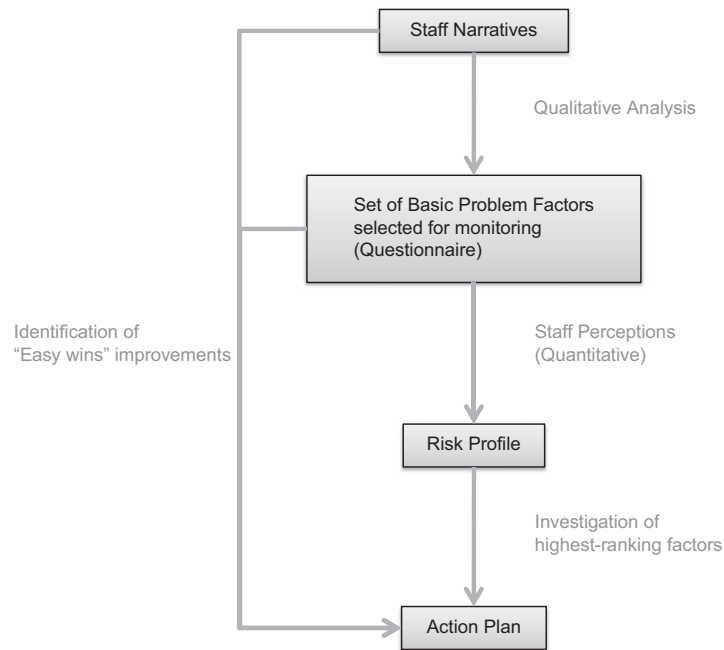 Staff Narratives
Qualitative Analysis
Set of Basic Problem Factors
selected for monitoring
(Questionnaire)
Identification of
“Easy wins” improvements
Staff Perceptions
(Quantitative)
Risk Profile
Investigation of
highest-ranking factors
Action Plan